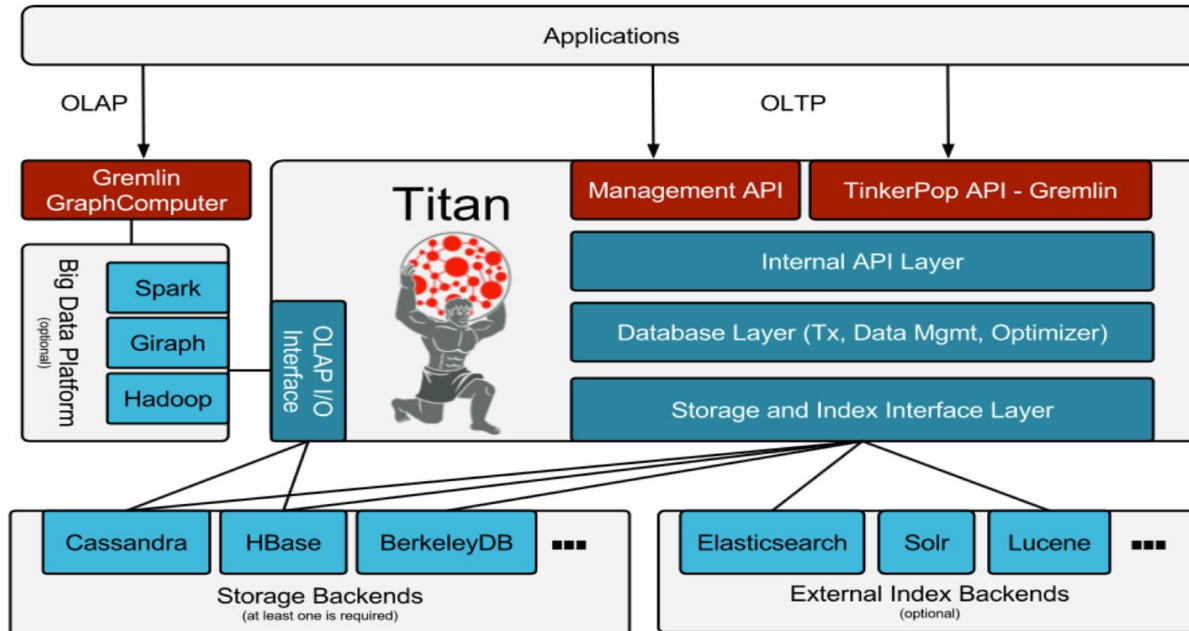 Applications
OLAP
OLTP
Gremlin
GraphComputer
Titan
Management API
TinkerPop API - Gremlin
Big Data Platform
(optional)
Spark
Giraph
Hadoop
OLAP I/O
Interface
Internal API Layer
Database Layer (Tx, Data Mgmt, Optimizer)
Storage and Index Interface Layer
Cassandra
HBase
BerkeleyDB
Storage Backends
(at least one is required)
Elasticsearch
Solr
Lucene
External Index Backends
(optional)